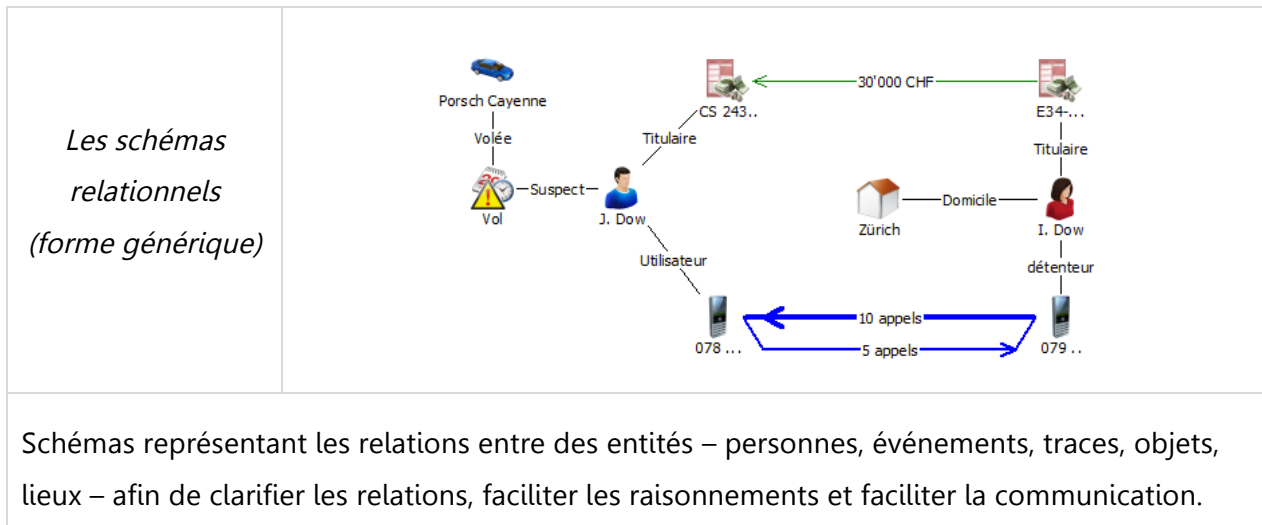 Les schémas
relationnels
(forme générique)
Porsch Cayenne
Volée
Vol
Suspect
J. Dow
Titulaire
CS 243..
30'000 CHF
E34-...
Titulaire
Zürich
Domicile
I. Dow
Utilisateur
détenteur
078 ...
10 appels
5 appels
079 ..
Schémas représentant les relations entre des entités – personnes, événements, traces, objets,
lieux – afin de clarifier les relations, faciliter les raisonnements et faciliter la communication.